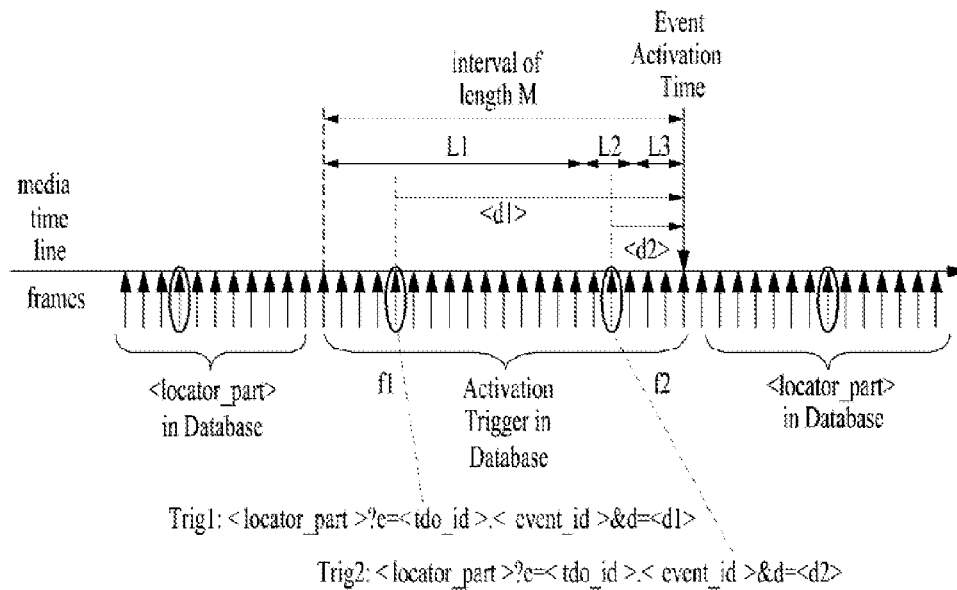 Event
Activation
Time
interval of
length M
L1
L2
L3
media
time
line
<d1>
<d2>
frames
<locator_part>
in Database
f1
Activation
Trigger in
Database
f2
<locator_part>
in Database
Trig1: <locator_part >?e=<tdo_id>.< event_id >&d=<d1>
Trig2: <locator_part >?e=<tdo_id>.< event_id>&d=<d2>